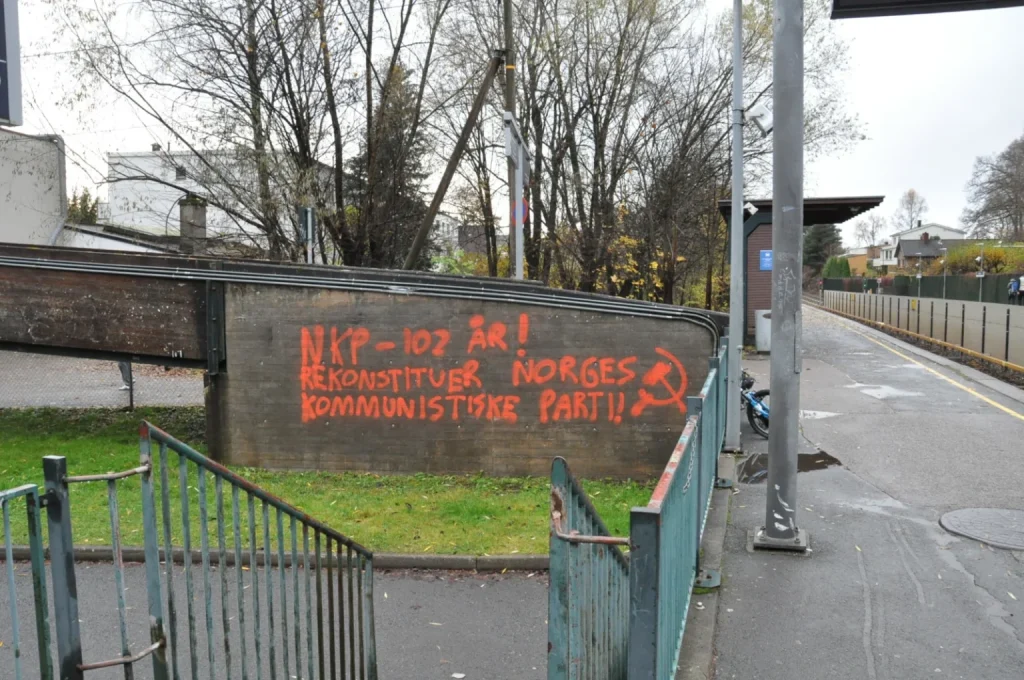 NKP - 102 ÅR!
REKONSTITUER NORGES
KOMMUNISTISKE PARTI!